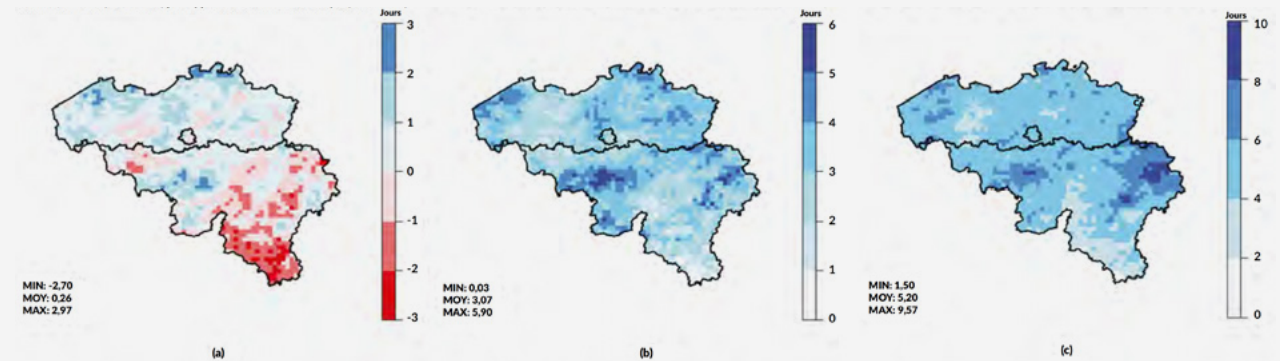 Jours
3
2
1
0
-1
-2
-3
MIN: -2,70
MOY: 0,26
MAX: 2,97
(a)
Jours
6
5
4
3
2
1
0
MIN: 0,03
MOY: 3,07
MAX: 5,90
(b)
Jours
10
8
6
4
2
0
MIN: 1,50
MOY: 5,20
MAX: 9,57
(c)